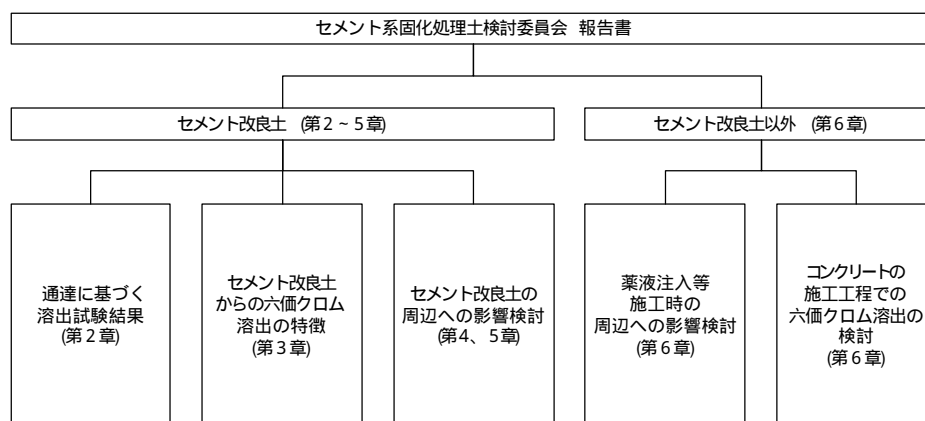 セメント系固化処理土検討委員会 報告書
セメント改良土 (第2~5章)
セメント改良土以外 (第6章)
通達に基づく
溶出試験結果
(第2章)
セメント改良土
からの六価クロム
溶出の特徴
(第3章)
セメント改良土の
周辺への影響検討
(第4、5章)
薬液注入等
施工時の
周辺への影響検討
(第6章)
コンクリートの
施工工程での
六価クロム溶出の
検討
(第6章)